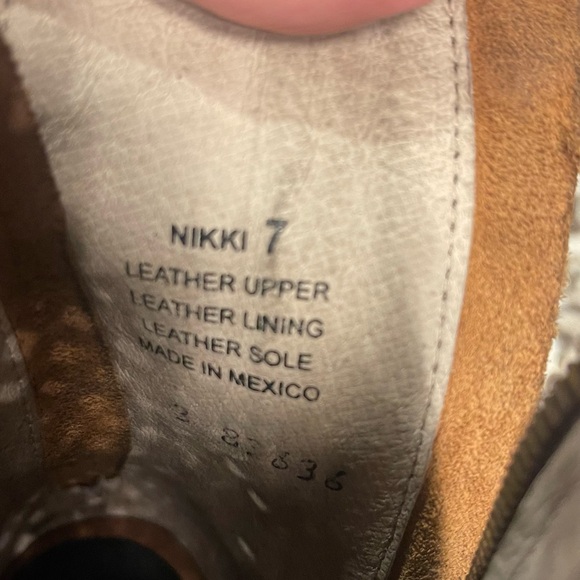 NIKKI 7
LEATHER UPPER
LEATHER LINING
LEATHER SOLE
MADE IN MEXICO